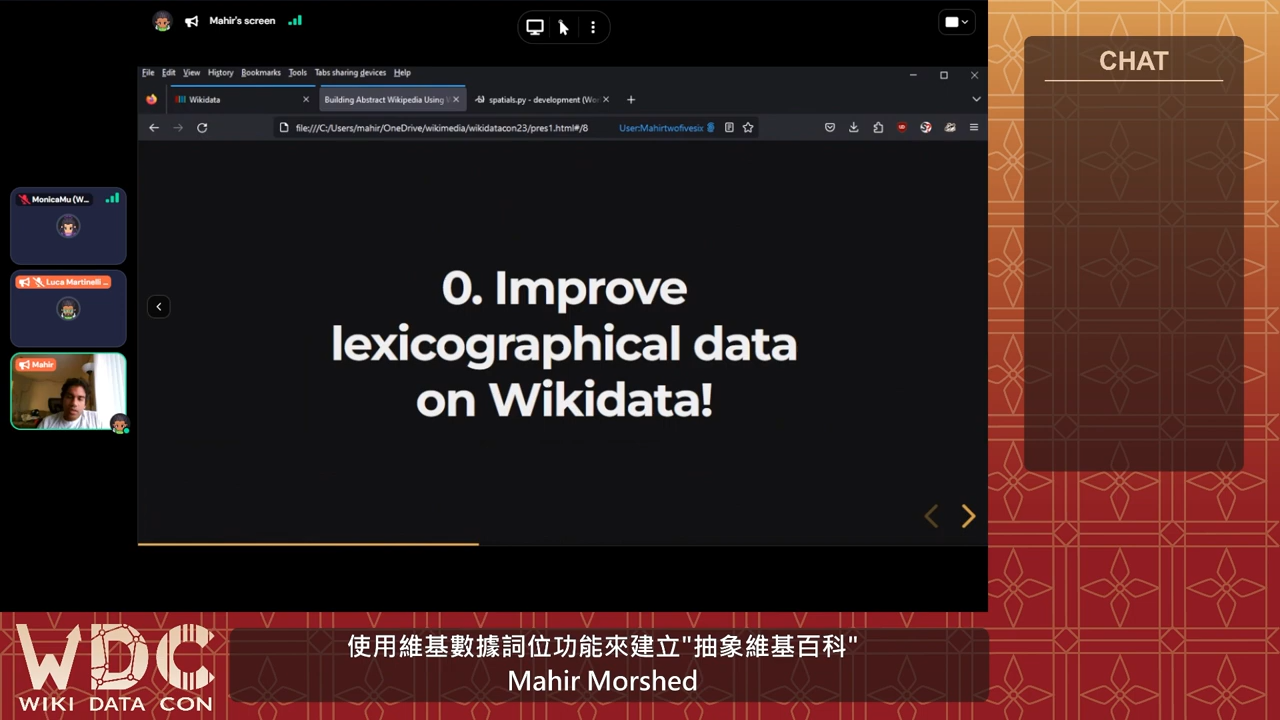 Mahir's screen
CHAT
File Edit View History Bookmarks Tools Tabs sharing devices Help
Wikidata
Building Abstract Wikipedia Using
spatials.py - development (Wor
file:///C:/Users/mahir/OneDrive/wikimedia/wikidatacon23/pres1.html#/8
User:Mahirtwofivesix
MonicaMu (W...
Luca Martinelli ...
Mahir
0. Improve
lexicographical data
on Wikidata!
WDC
WIKI DATA CON
使用維基數據詞位功能來建立"抽象維基百科"
Mahir Morshed